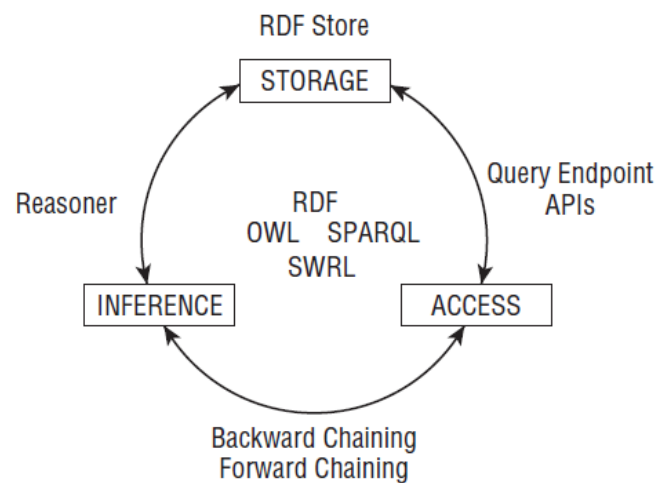 RDF Store
STORAGE
Reasoner
Query Endpoint
APIs
RDF
OWL SPARQL
SWRL
INFERENCE
ACCESS
Backward Chaining
Forward Chaining